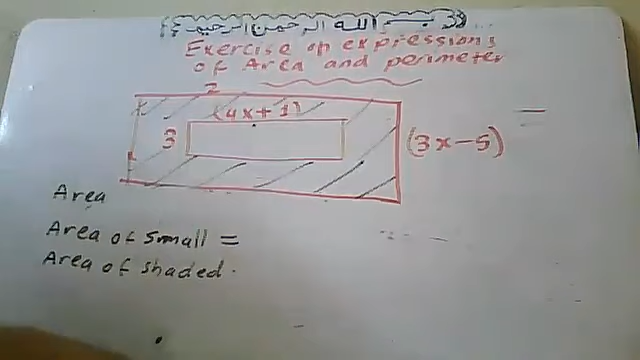 بسم الله الرحمن الرحيم
Exercise on expressions
of Area and perimeter
(4x+1)
3
(3x-5)
Area
Area of small =
Area of shaded.